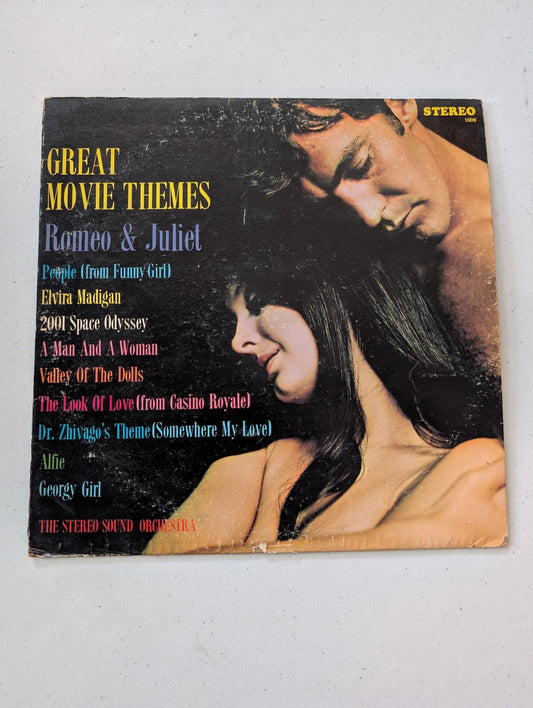 STEREO
1009
GREAT
MOVIE THEMES
Romeo & Juliet
People (from Funny Girl)
Elvira Madigan
2001 Space Odyssey
A Man And A Woman
Valley Of The Dolls
The Look Of Love (from Casino Royale)
Dr. Zhivago's Theme (Somewhere My Love)
Alfie
Georgy Girl
THE STEREO SOUND ORCHESTRA